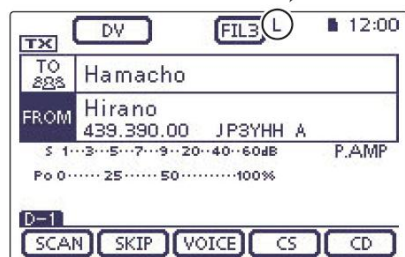 DV FIL3 L 12:00
TX
TO Hamacho
FROM Hirano
439.390.00 JP3YHH A
S 1···3···5···7···9··20··40··60dB P.AMP
Po 0······25······50··········100%
D-1
SCAN SKIP VOICE CS CD